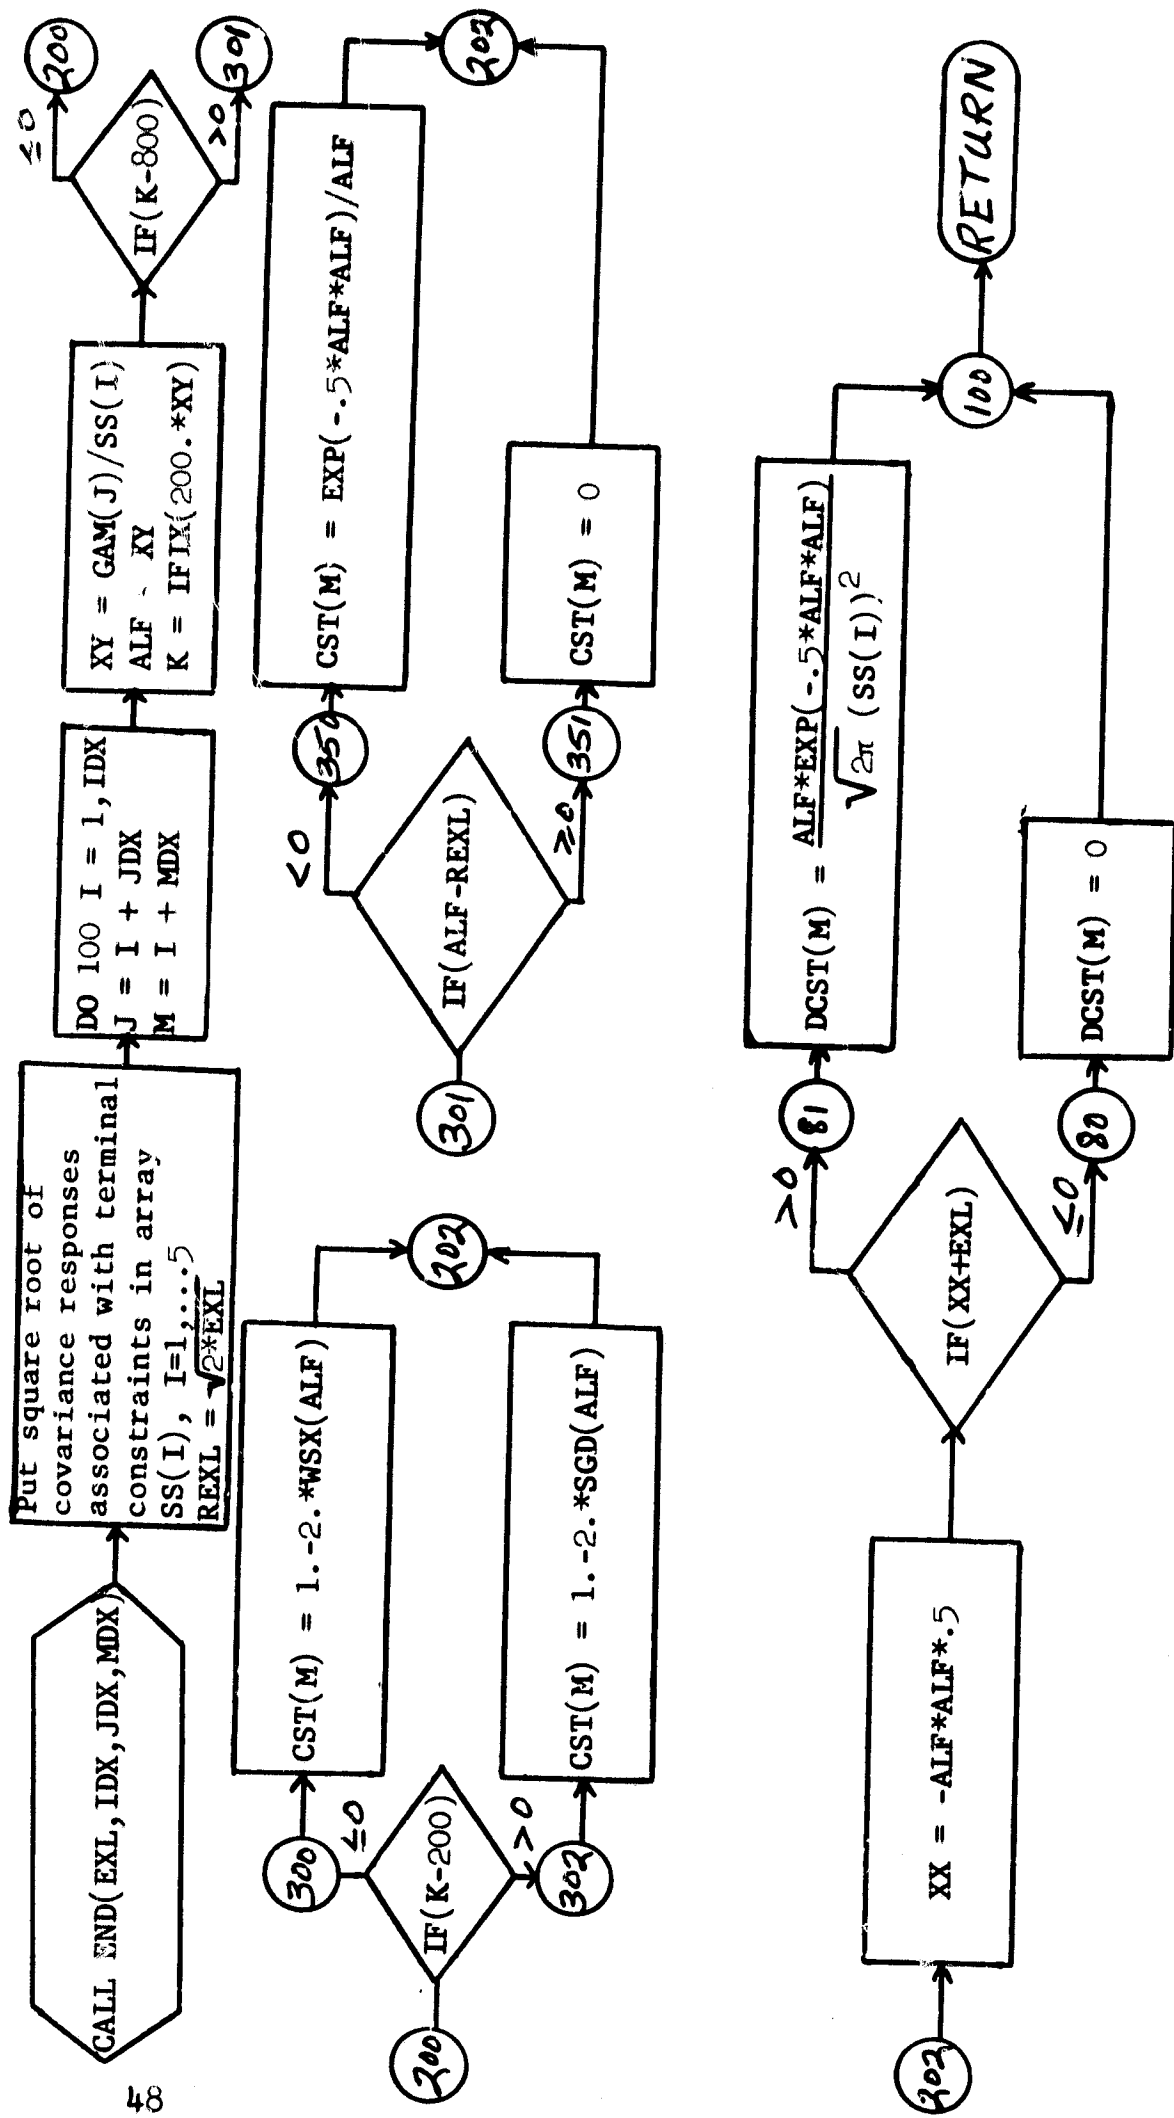 CALL END(EXL,IDX,JDX,MDX)
Put square root of
covariance responses
associated with terminal
constraints in array
SS(I), I=1,...5
REXL = √2*EXL
DO 100 I = 1,IDX
J = I + JDX
M = I + MDX
XY = GAM(J)/SS(I)
ALF XY
K = IFIX(200.*XY)
IF(K-800)
≤0
200
>0
301
200
IF(K-200)
≤0
300
CST(M) = 1.-2.*WSX(ALF)
>0
302
CST(M) = 1.-2.*SGD(ALF)
202
301
IF(ALF-REXL)
<0
350
CST(M) = EXP(-.5*ALF*ALF)/ALF
≥0
351
CST(M) = 0
202
202
XX = -ALF*ALF*.5
IF(XX+EXL)
>0
81
DCST(M) = ALF*EXP(-.5*ALF*ALF)
√2π (SS(I))²
≤0
80
DCST(M) = 0
100
RETURN
48